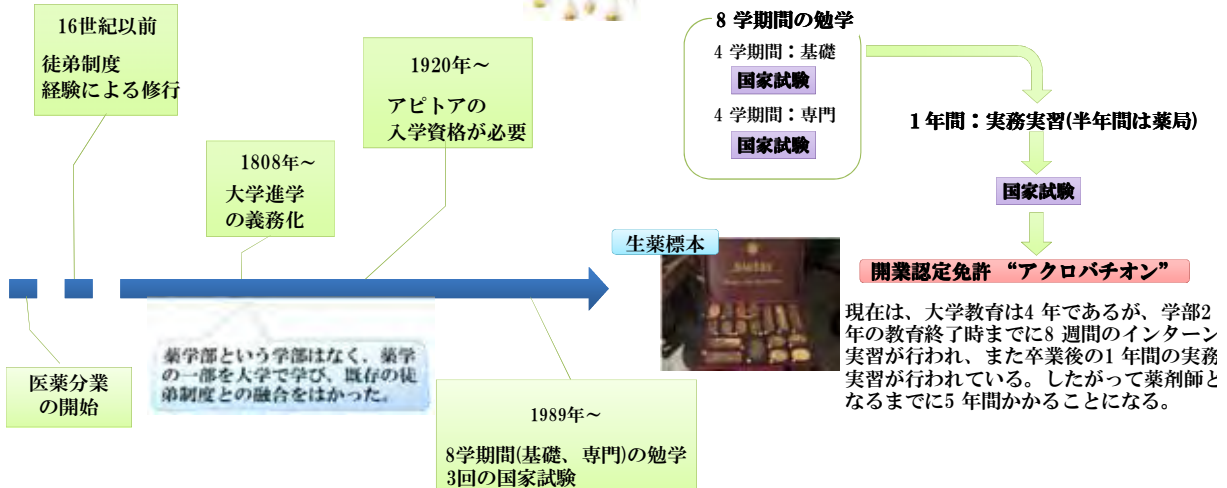 16世紀以前
徒弟制度
経験による修行
1920年～
アピトアの
入学資格が必要
1808年～
大学進学
の義務化
医薬分業
の開始
薬学部という学部はなく、薬学
の一部を大学で学び、既存の徒
弟制度との融合をはかった。
1989年～
8学期間(基礎、専門)の勉学
3回の国家試験
生薬標本
8 学期間の勉学
4 学期間：基礎
国家試験
4 学期間：専門
国家試験
1年間：実務実習(半年間は薬局)
国家試験
開業認定免許 “アクロバチオン”
現在は、大学教育は4 年であるが、学部2
年の教育終了時までに8 週間のインターン
実習が行われ、また卒業後の1 年間の実務
実習が行われている。したがって薬剤師と
なるまでに5 年間かかることになる。